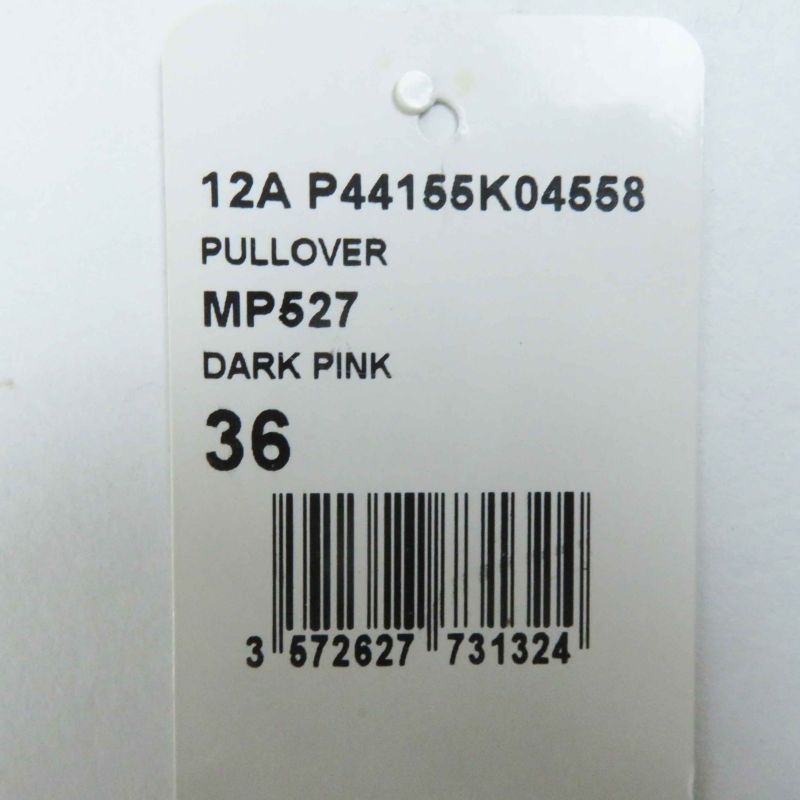 12A P44155K04558
PULLOVER
MP527
DARK PINK
36
3 572627 731324